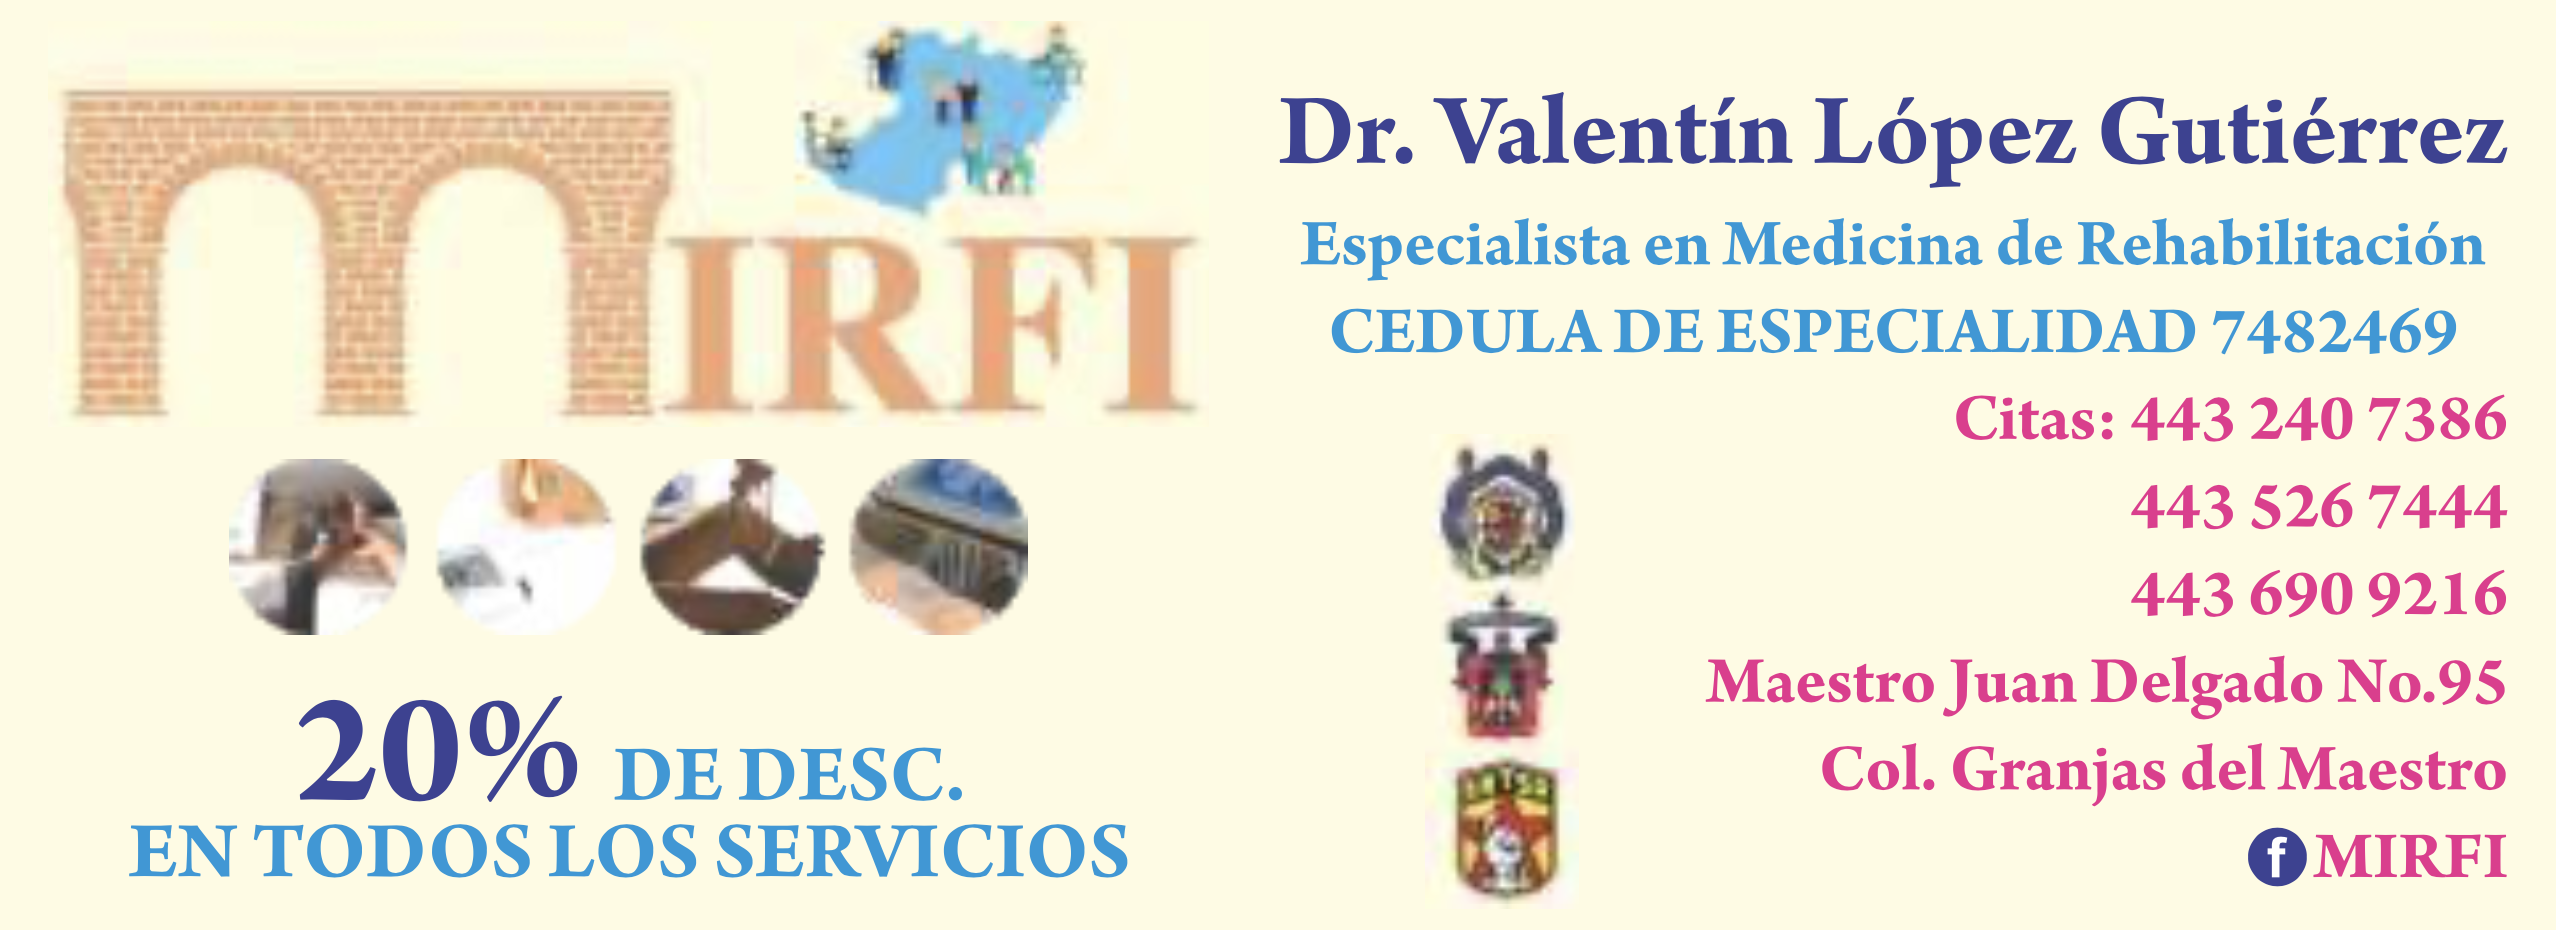 MIRFI
20% DE DESC.
EN TODOS LOS SERVICIOS
Dr. Valentín López Gutiérrez
Especialista en Medicina de Rehabilitación
CEDULA DE ESPECIALIDAD 7482469
Citas: 443 240 7386
443 526 7444
443 690 9216
Maestro Juan Delgado No.95
Col. Granjas del Maestro
f MIRFI